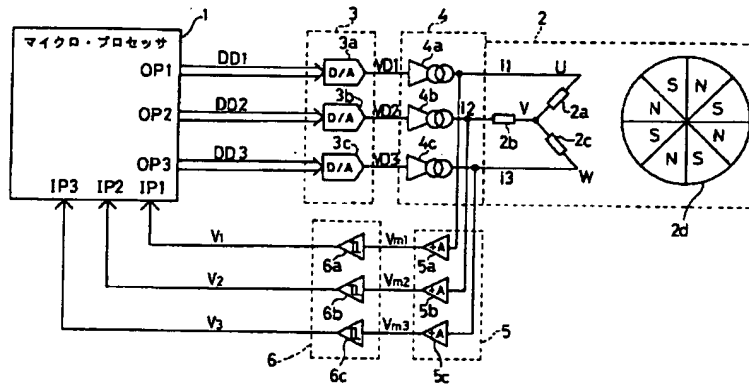 1
マイクロ・プロセッサ
OP1
OP2
OP3
IP3 IP2 IP1
DD1
DD2
DD3
3
3a
D/A
3b
D/A
3c
D/A
VD1
VD2
VD3
4
4a
4b
4c
2
I1
I2
I3
U
V
W
2a
2b
2c
S N
N S
S N
N S
2d
V1
V2
V3
6a
6b
6c
6
Vm1
Vm2
Vm3
÷A
÷A
÷A
5a
5b
5c
5